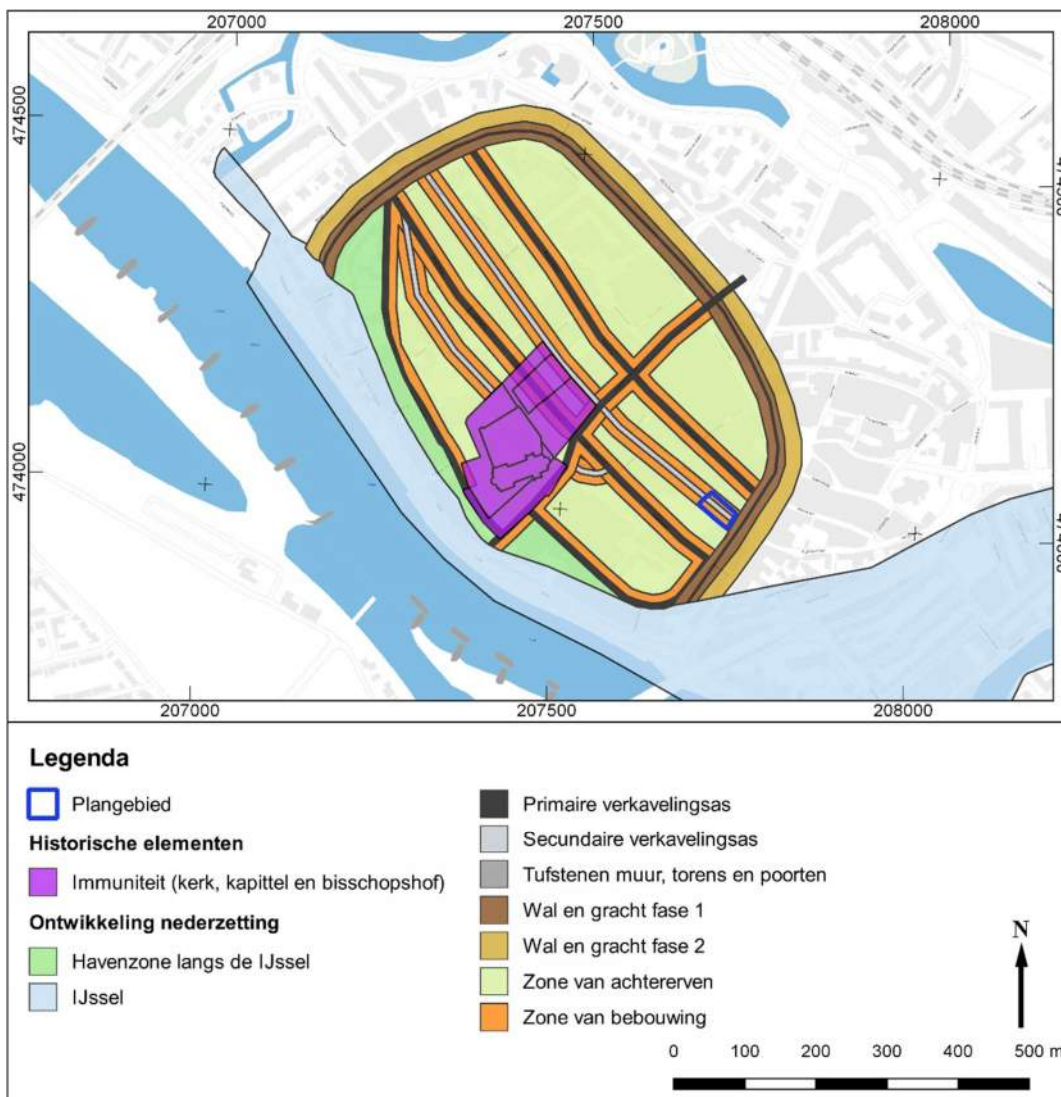 207000 207500 208000
474500
474000
474500
474000
207000 207500 208000
Legenda
Plangebied
Historische elementen
Immuniteit (kerk, kapittel en bisschopshof)
Ontwikkeling nederzetting
Havenzone langs de IJssel
IJssel
Primaire verkavelingsas
Secundaire verkavelingsas
Tufstenen muur, torens en poorten
Wal en gracht fase 1
Wal en gracht fase 2
Zone van achtererven
Zone van bebouwing
N
0 100 200 300 400 500 m